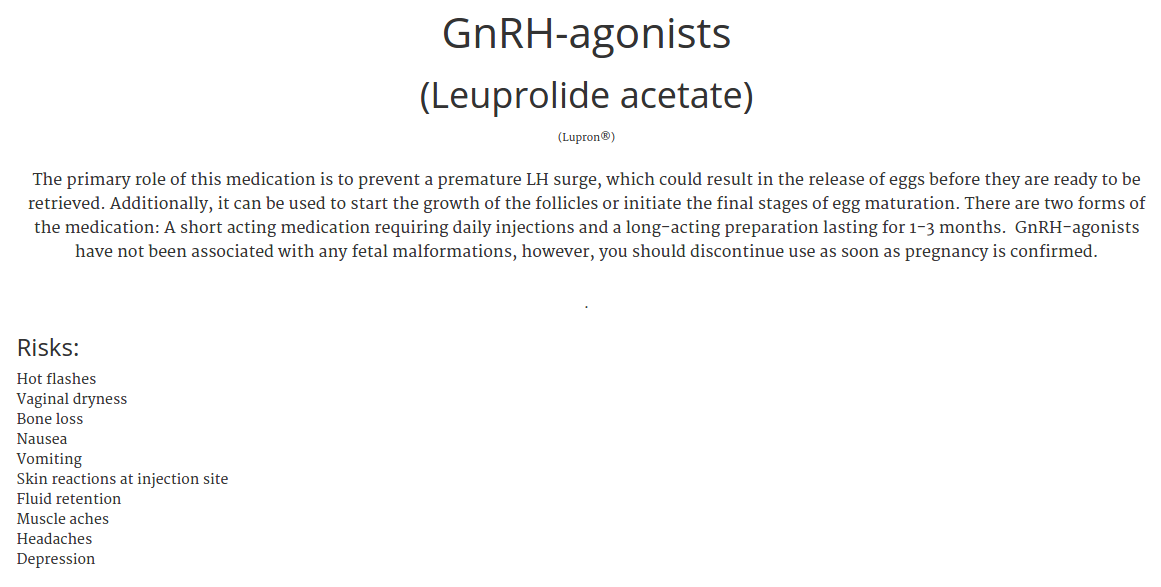 GnRH-agonists
(Leuprolide acetate)
(Lupron®)
The primary role of this medication is to prevent a premature LH surge, which could result in the release of eggs before they are ready to be
retrieved. Additionally, it can be used to start the growth of the follicles or initiate the final stages of egg maturation. There are two forms of
the medication: A short acting medication requiring daily injections and a long-acting preparation lasting for 1-3 months.  GnRH-agonists
have not been associated with any fetal malformations, however, you should discontinue use as soon as pregnancy is confirmed.
.
Risks:
Hot flashes
Vaginal dryness
Bone loss
Nausea
Vomiting
Skin reactions at injection site
Fluid retention
Muscle aches
Headaches
Depression